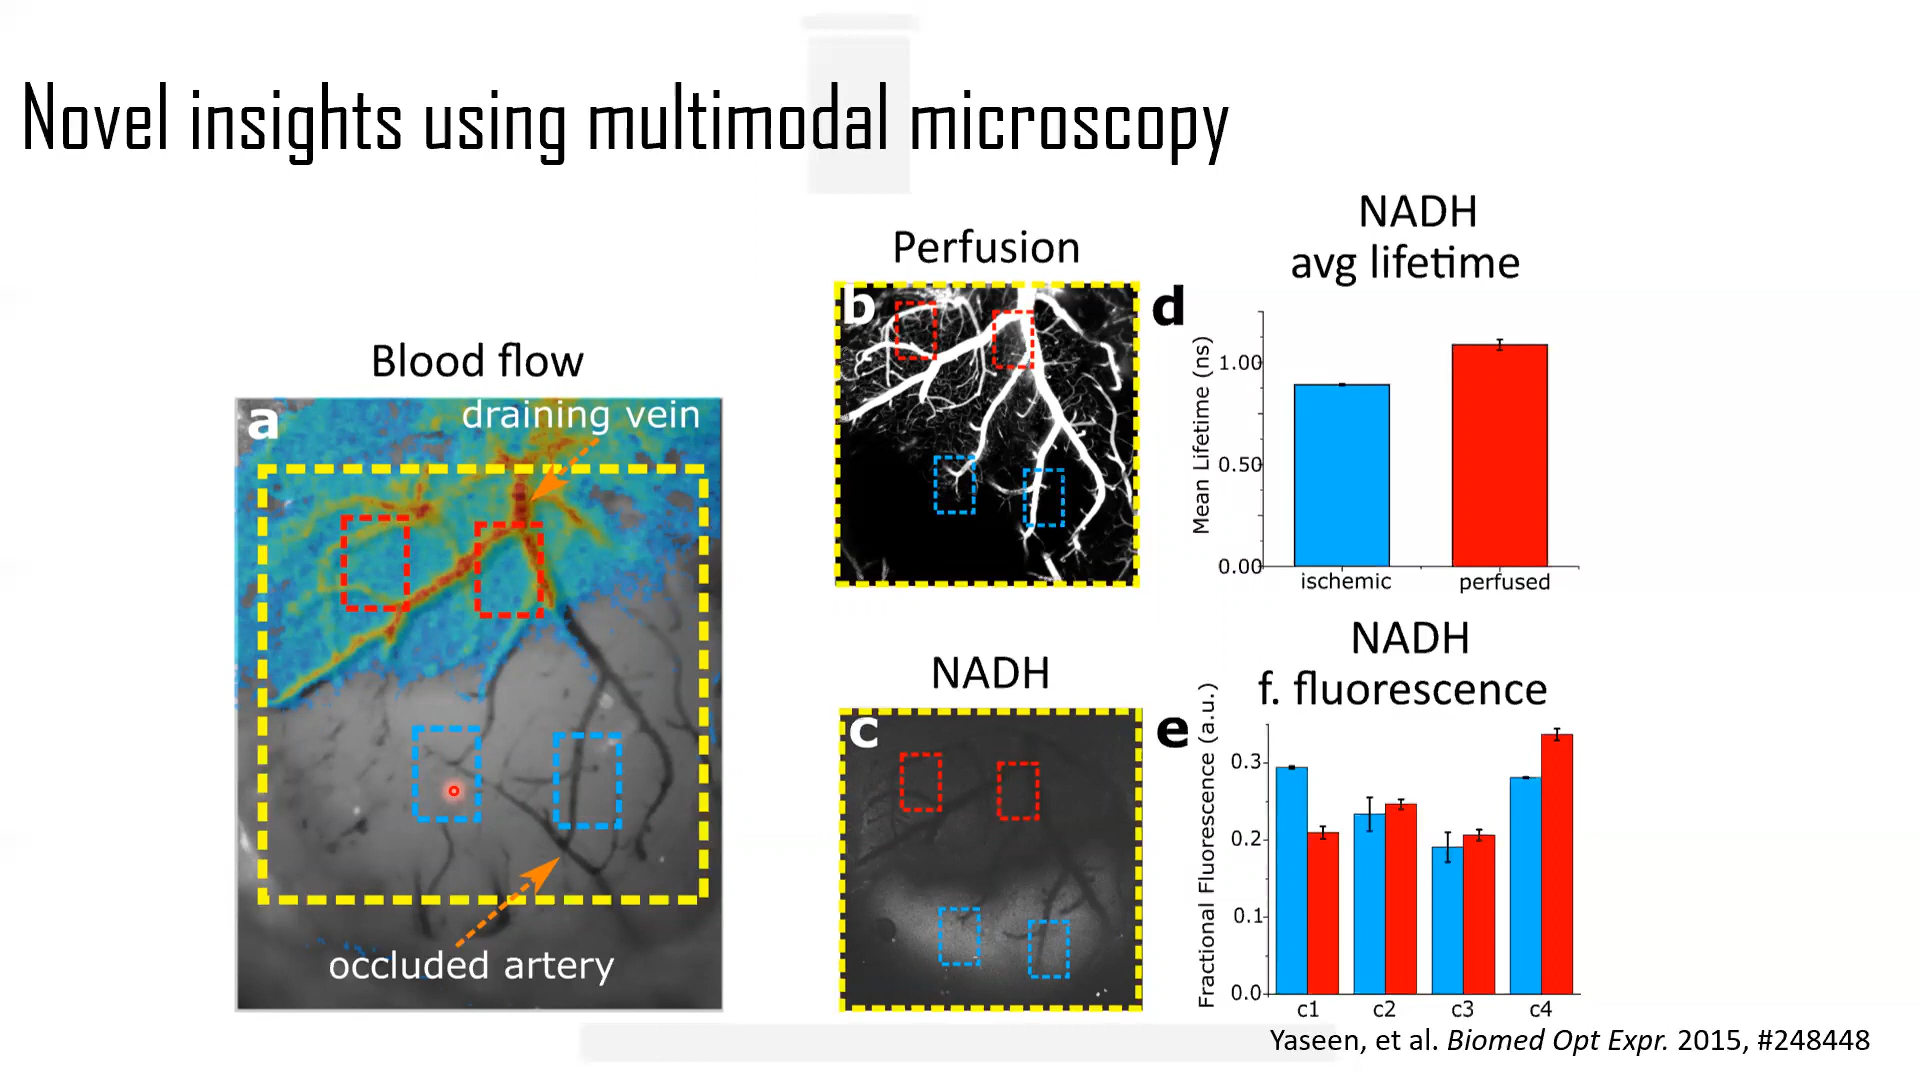 Novel insights using multimodal microscopy
Blood flow
a
draining vein
occluded artery
Perfusion
b
NADH
c
NADH
avg lifetime
d
Mean Lifetime (ns)
1.00
0.50
0.00
ischemic
perfused
NADH
f. fluorescence
e
Fractional Fluorescence (a.u.)
0.3
0.2
0.1
0.0
c1
c2
c3
c4
Yaseen, et al. Biomed Opt Expr. 2015, #248448